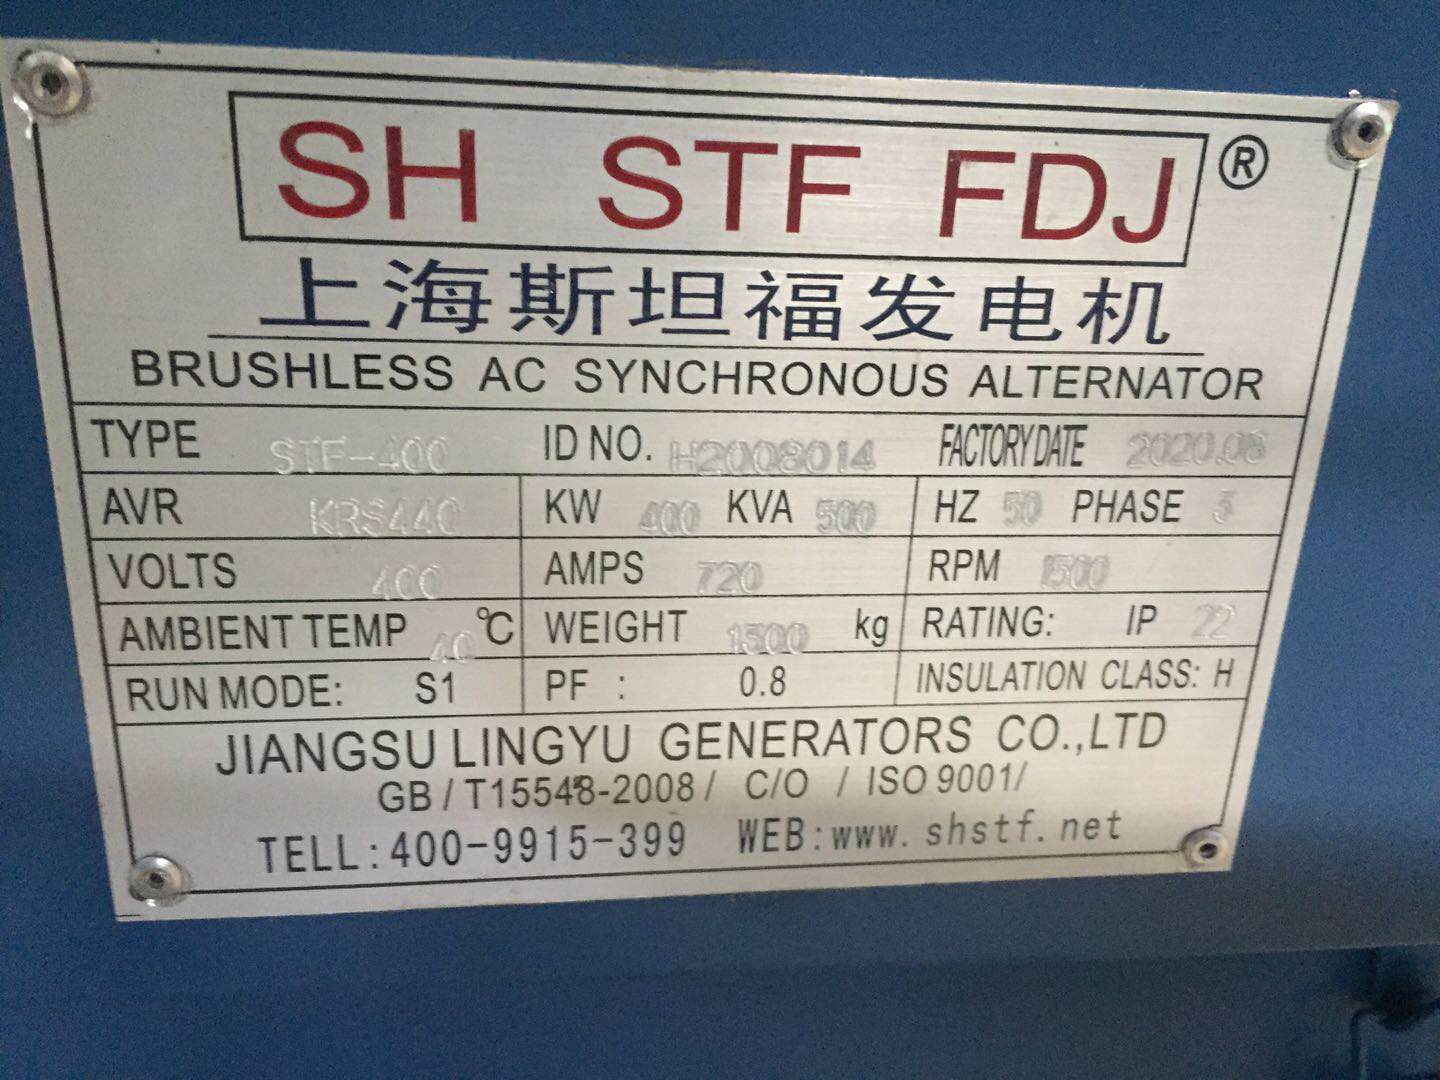 SH STF FDJ ®
上海斯坦福发电机
BRUSHLESS AC SYNCHRONOUS ALTERNATOR
TYPE STF-400 ID NO. H2008014 FACTORY DATE 2020.08
AVR KRS440 KW 400 KVA 500 HZ 50 PHASE 3
VOLTS 400 AMPS 720 RPM 1500
AMBIENT TEMP 40 ℃ WEIGHT 1500 kg RATING: IP 22
RUN MODE: S1 PF : 0.8 INSULATION CLASS: H
JIANGSU LINGYU GENERATORS CO.,LTD
GB/T15548-2008/ C/O / ISO 9001/
TELL:400-9915-399 WEB:www.shstf.net